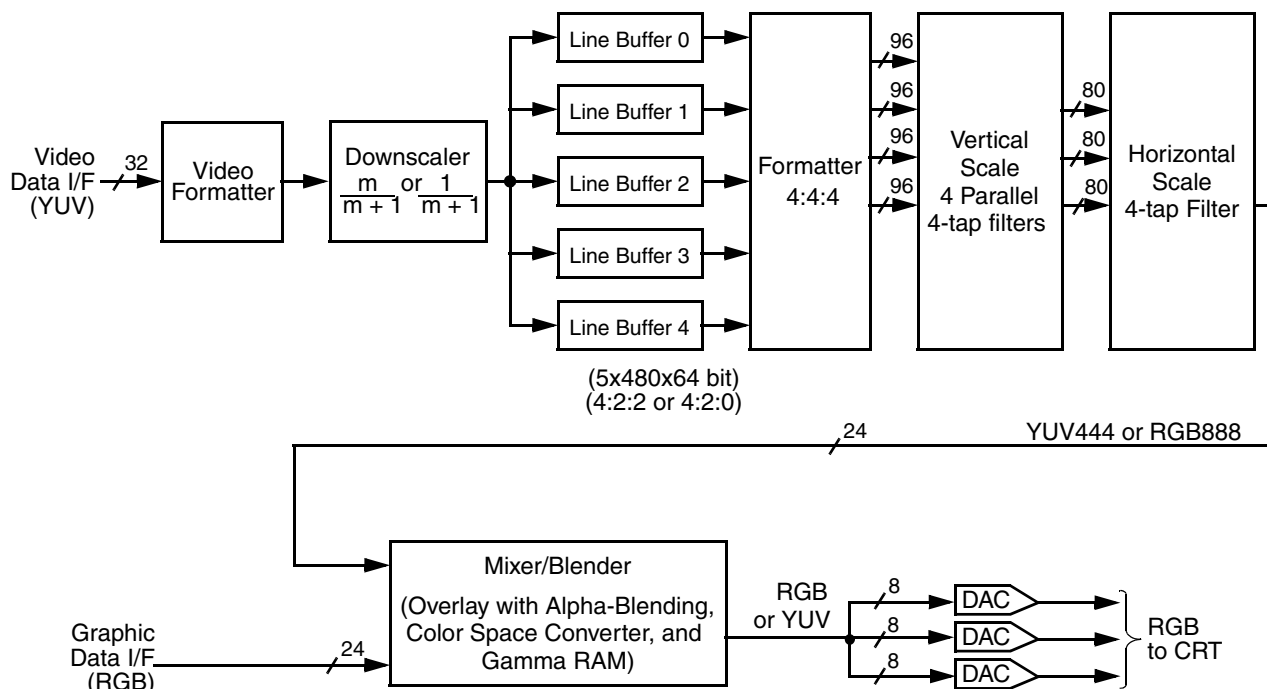 Video
Data I/F
(YUV)
32
Video
Formatter
Downscaler
m or 1
m + 1 m + 1
Line Buffer 0
Line Buffer 1
Line Buffer 2
Line Buffer 3
Line Buffer 4
(5x480x64 bit)
(4:2:2 or 4:2:0)
Formatter
4:4:4
96
96
96
96
Vertical
Scale
4 Parallel
4-tap filters
80
80
80
Horizontal
Scale
4-tap Filter
24
YUV444 or RGB888
Graphic
Data I/F
(RGB)
24
Mixer/Blender
(Overlay with Alpha-Blending,
Color Space Converter, and
Gamma RAM)
RGB
or YUV
8
8
8
DAC
DAC
DAC
RGB
to CRT